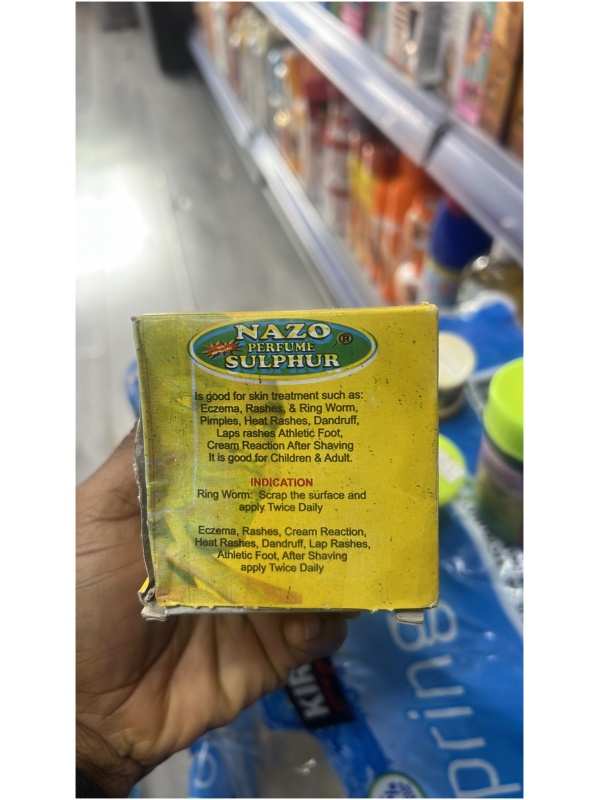 NAZO
PERFUME
SULPHUR ®
Is good for skin treatment such as:
Eczema, Rashes, & Ring Worm,
Pimples, Heat Rashes, Dandruff,
Laps rashes Athletic Foot,
Cream Reaction After Shaving
It is good for Children & Adult.
INDICATION
Ring Worm: Scrap the surface and
apply Twice Daily
Eczema, Rashes, Cream Reaction,
Heat Rashes, Dandruff, Lap Rashes,
Athletic Foot, After Shaving
apply Twice Daily
KIR
pring